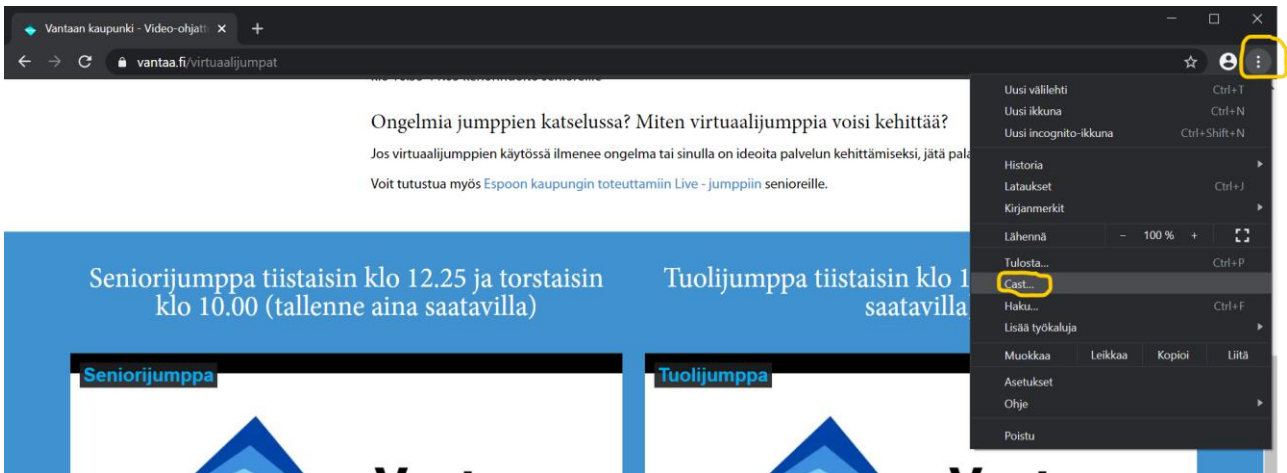 Vantaan kaupunki - Video-ohjatt
vantaa.fi/virtuaalijumpat
Ongelmia jumppien katselussa? Miten virtuaalijumppia voisi kehittää?
Jos virtuaalijumppien käytössä ilmenee ongelma tai sinulla on ideoita palvelun kehittämiseksi, jätä pala
Voit tutustua myös Espoon kaupungin toteuttamiin Live - jumppiin senioreille.
Seniorijumppa tiistaisin klo 12.25 ja torstaisin
klo 10.00 (tallenne aina saatavilla)
Seniorijumppa
Tuolijumppa tiistaisin klo 1
saatavilla
Tuolijumppa
Uusi välilehti Ctrl+T
Uusi ikkuna Ctrl+N
Uusi incognito-ikkuna Ctrl+Shift+N
Historia
Lataukset Ctrl+J
Kirjanmerkit
Lähennä - 100 % +
Tulosta... Ctrl+P
Cast...
Haku... Ctrl+F
Lisää työkaluja
Muokkaa Leikkaa Kopioi Liitä
Asetukset
Ohje
Poistu